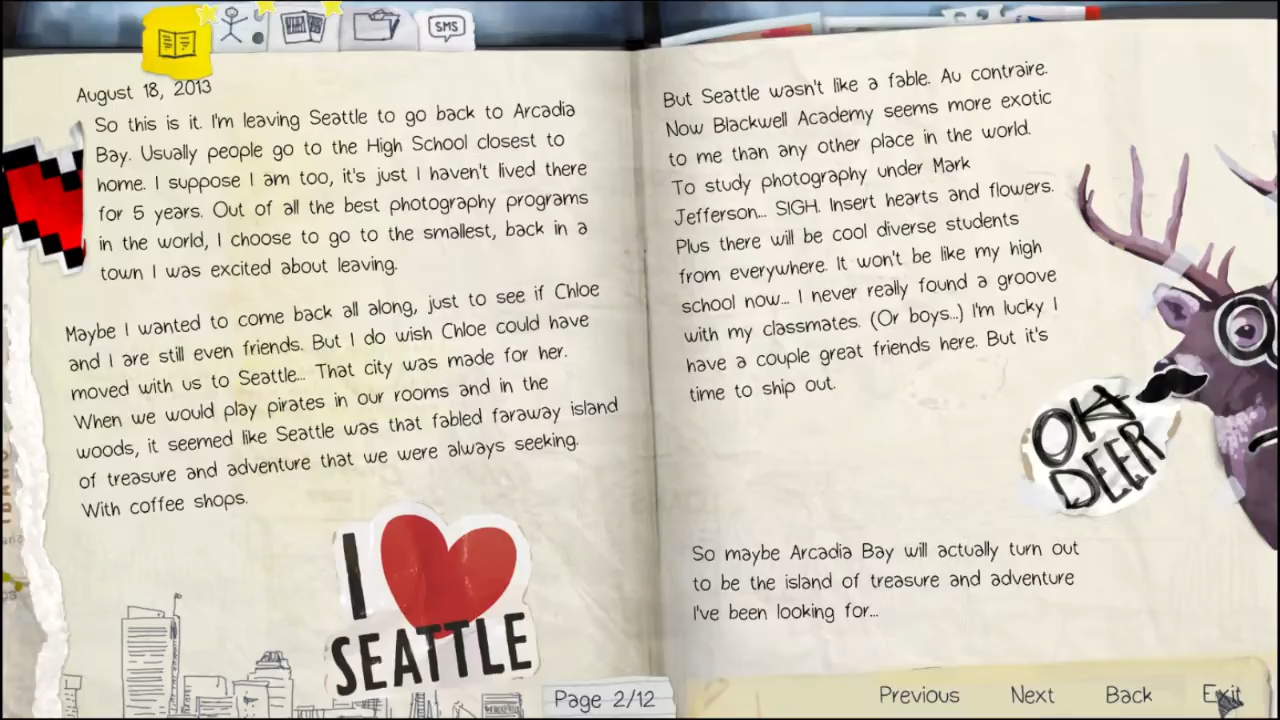 SMS
August 18, 2013
So this is it. I'm leaving Seattle to go back to Arcadia
Bay. Usually people go to the High School closest to
home. I suppose I am too, it's just I haven't lived there
for 5 years. Out of all the best photography programs
in the world, I choose to go to the smallest, back in a
town I was excited about leaving.
Maybe I wanted to come back all along, just to see if Chloe
and I are still even friends. But I do wish Chloe could have
moved with us to Seattle... That city was made for her.
When we would play pirates in our rooms and in the
woods, it seemed like Seattle was that fabled faraway island
of treasure and adventure that we were always seeking.
With coffee shops.
I
SEATTLE
Page 2/12
But Seattle wasn't like a fable. Au contraire.
Now Blackwell Academy seems more exotic
to me than any other place in the world.
To study photography under Mark
Jefferson... SIGH. Insert hearts and flowers.
Plus there will be cool diverse students
from everywhere. It won't be like my high
school now... I never really found a groove
with my classmates. (Or boys...) I'm lucky I
have a couple great friends here. But it's
time to ship out.
OH
DEER
So maybe Arcadia Bay will actually turn out
to be the island of treasure and adventure
I've been looking for...
Previous Next Back Exit